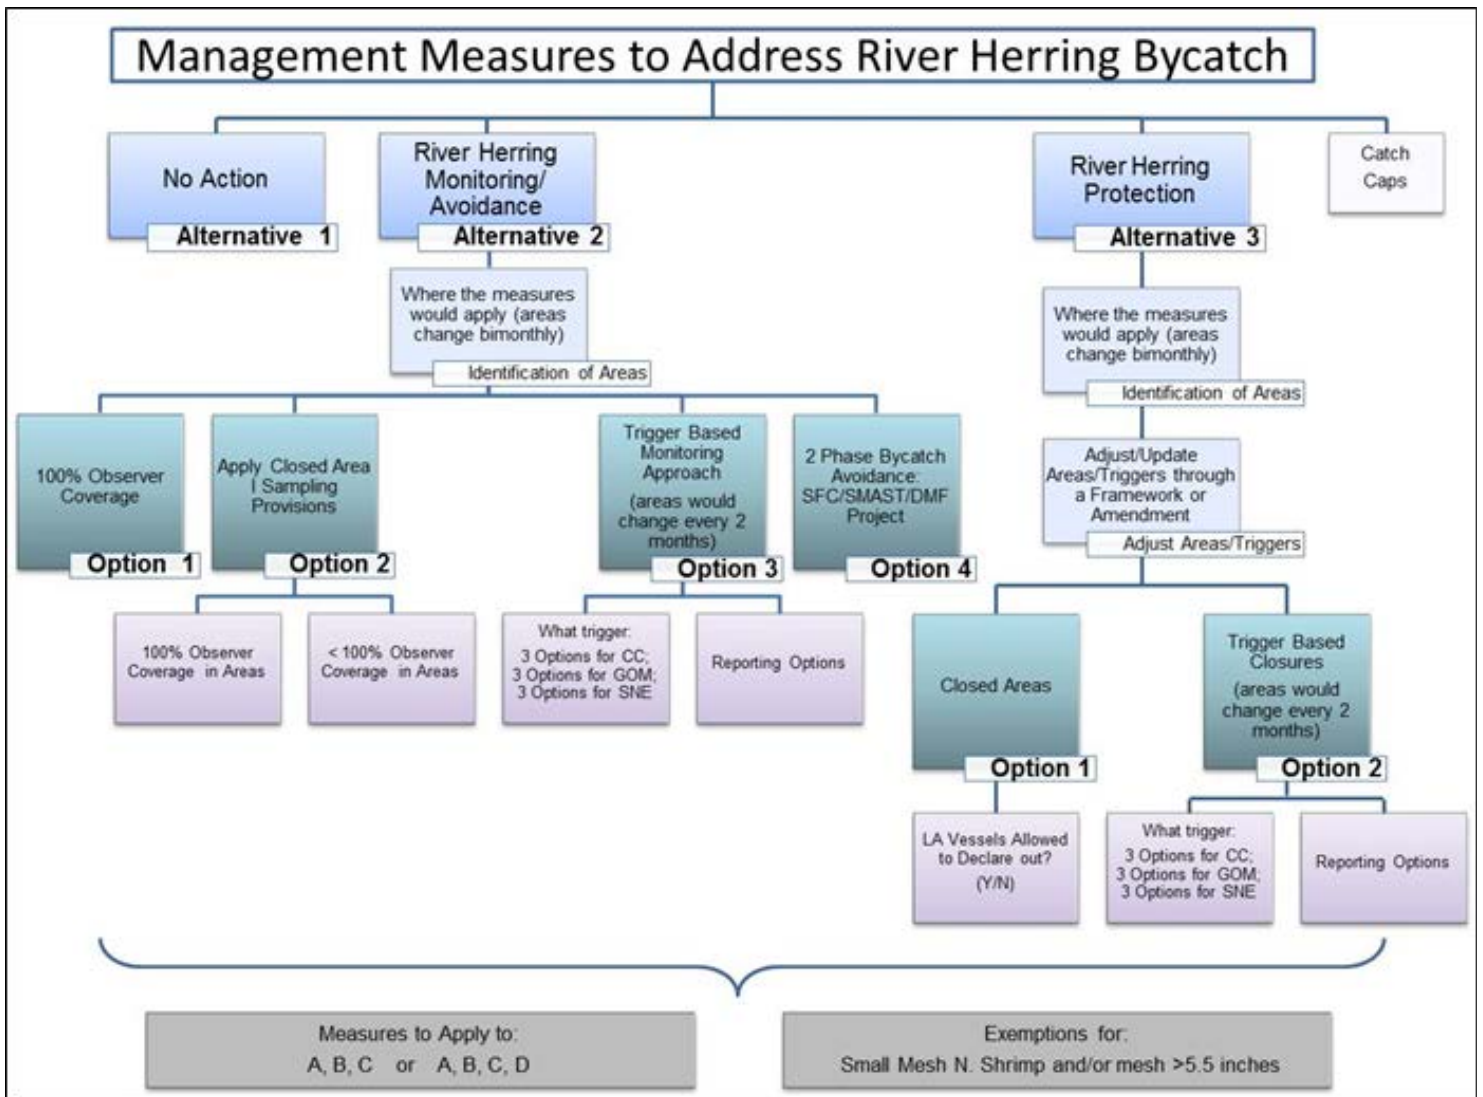 Management Measures to Address River Herring Bycatch
No Action
Alternative 1
River Herring
Monitoring/
Avoidance
Alternative 2
River Herring
Protection
Alternative 3
Catch
Caps
Where the measures
would apply (areas
change bimonthly)
Identification of Areas
Where the measures
would apply (areas
change bimonthly)
Identification of Areas
100% Observer
Coverage
Option 1
Apply Closed Area
I Sampling
Provisions
Option 2
Trigger Based
Monitoring
Approach
(areas would
change every 2
months)
Option 3
2 Phase Bycatch
Avoidance:
SFC/SMAST/DMF
Project
Option 4
Adjust/Update
Areas/Triggers through
a Framework or
Amendment
Adjust Areas/Triggers
100% Observer
Coverage in Areas
< 100% Observer
Coverage in Areas
What trigger:
3 Options for CC;
3 Options for GOM;
3 Options for SNE
Reporting Options
Closed Areas
Option 1
Trigger Based
Closures
(areas would
change every 2
months)
Option 2
LA Vessels Allowed
to Declare out?
(Y/N)
What trigger:
3 Options for CC;
3 Options for GOM;
3 Options for SNE
Reporting Options
Measures to Apply to:
A, B, C or A, B, C, D
Exemptions for:
Small Mesh N. Shrimp and/or mesh >5.5 inches